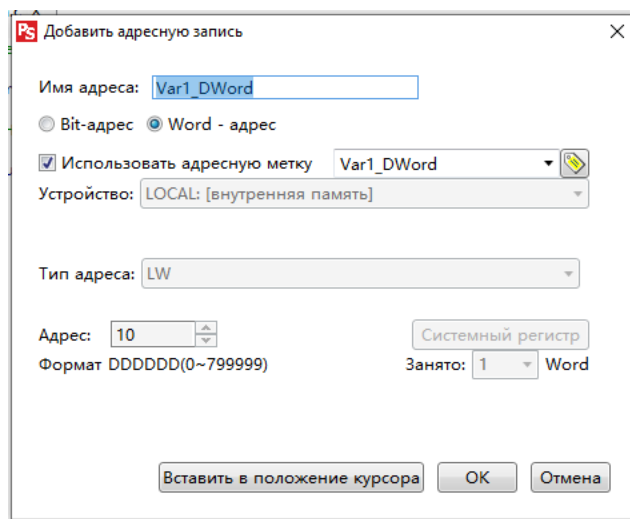 PS Добавить адресную запись
Имя адреса: Var1_DWord
Bit-адрес Word - адрес
Использовать адресную метку Var1_DWord
Устройство: LOCAL: [внутренняя память]
Тип адреса: LW
Адрес: 10 Системный регистр
Формат DDDDDD(0~799999) Занято: 1 Word
Вставить в положение курсора OK Отмена